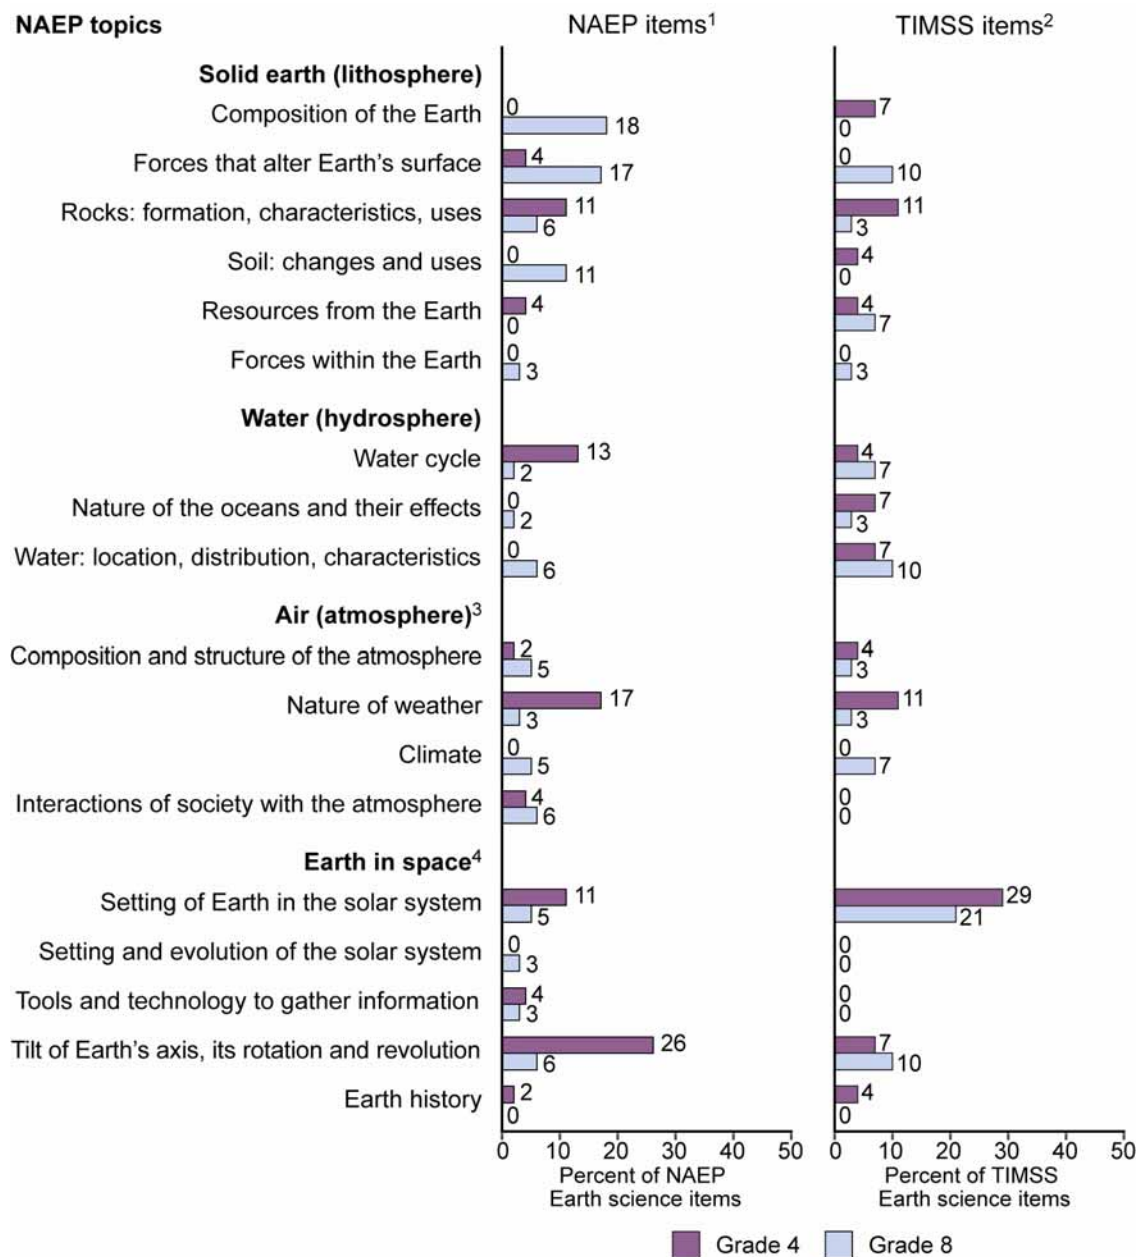 NAEP topics NAEP items1 TIMSS items2
Solid earth (lithosphere)
Composition of the Earth 0 18 7 0
Forces that alter Earth’s surface 4 17 0 10
Rocks: formation, characteristics, uses 11 6 11 3
Soil: changes and uses 0 11 4 0
Resources from the Earth 4 0 4 7
Forces within the Earth 0 3 0 3
Water (hydrosphere)
Water cycle 13 2 4 7
Nature of the oceans and their effects 0 2 7 3
Water: location, distribution, characteristics 0 6 7 10
Air (atmosphere)3
Composition and structure of the atmosphere 2 5 4 3
Nature of weather 17 3 11 3
Climate 0 5 0 7
Interactions of society with the atmosphere 4 6 0 0
Earth in space4
Setting of Earth in the solar system 11 5 29 21
Setting and evolution of the solar system 0 3 0 0
Tools and technology to gather information 4 3 0 0
Tilt of Earth’s axis, its rotation and revolution 26 6 7 10
Earth history 2 0 4 0
0 10 20 30 40 50 0 10 20 30 40 50
Percent of NAEP Percent of TIMSS
Earth science items Earth science items
Grade 4 Grade 8